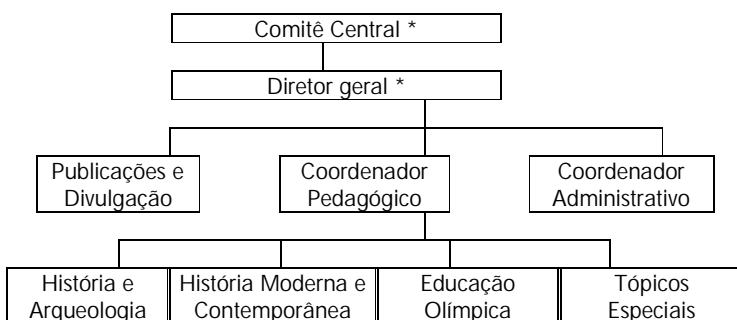 Comitê Central *
Diretor geral *
Publicações e
Divulgação
Coordenador
Pedagógico
Coordenador
Administrativo
História e
Arqueologia
História Moderna e
Contemporânea
Educação
Olímpica
Tópicos
Especiais